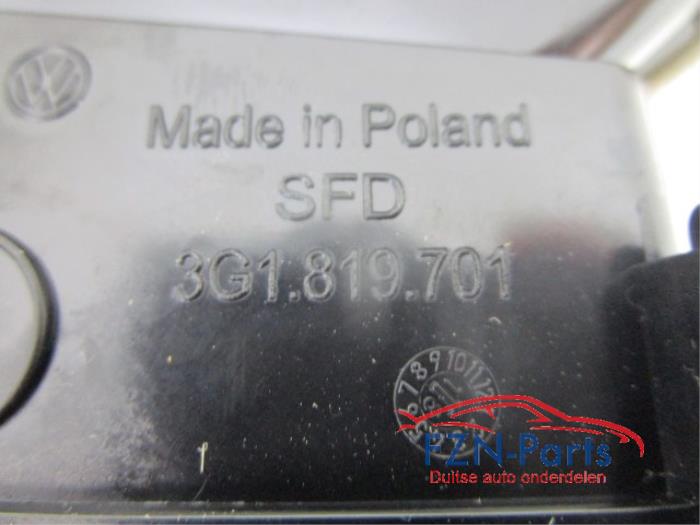 Made in Poland
SFD
3G1.819.701
FZN-Parts
Duitse auto onderdelen